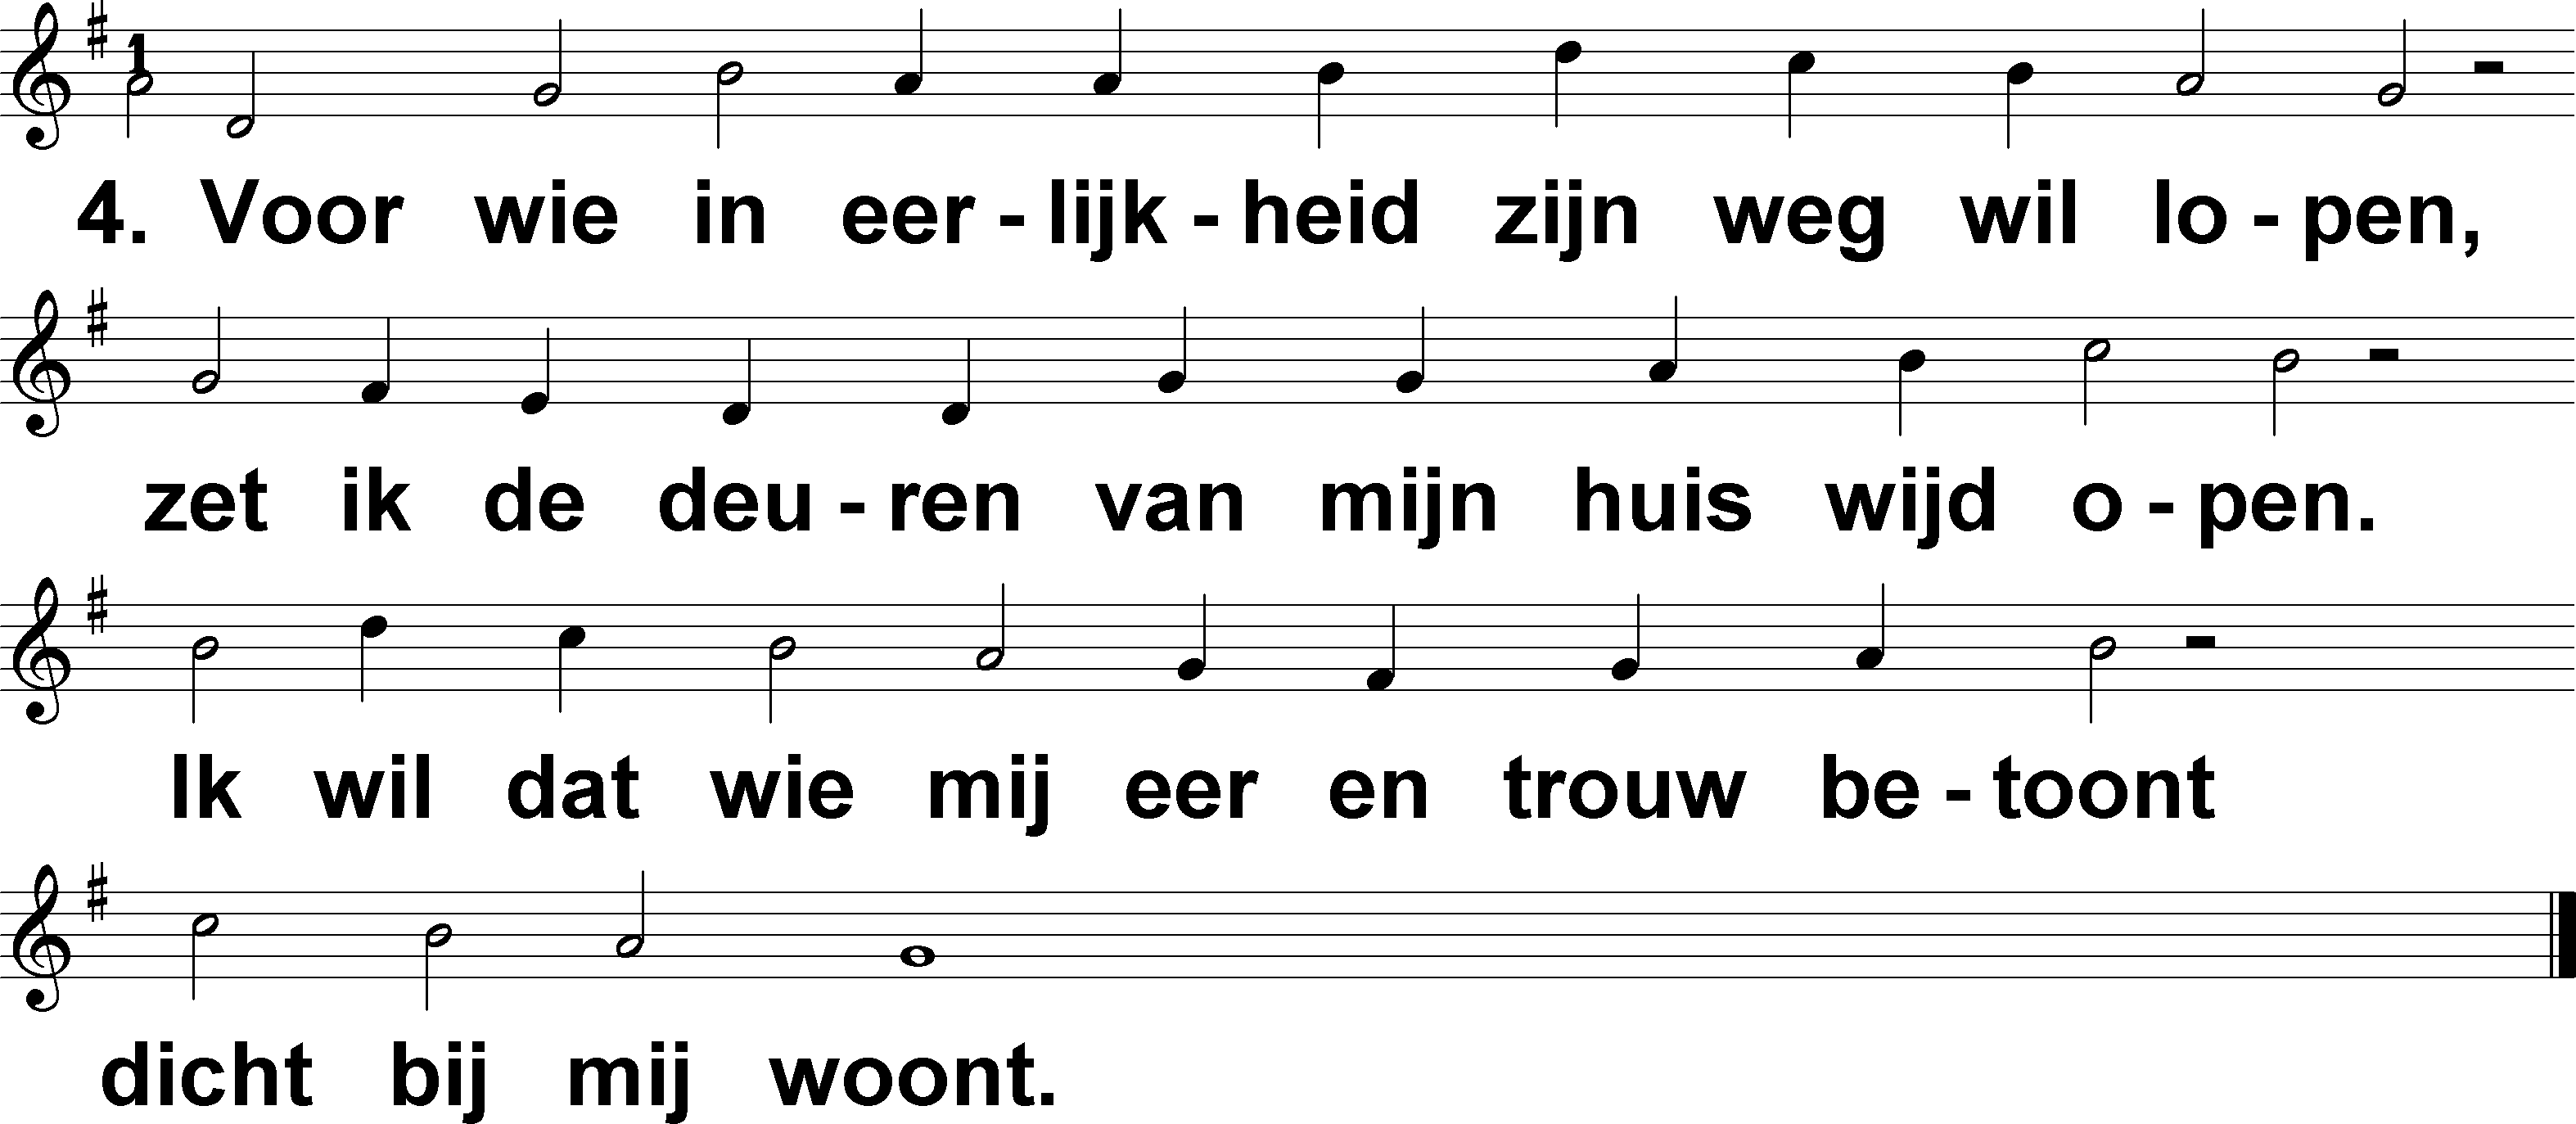 1
4. Voor wie in eer - lijk - heid zijn weg wil lo - pen,
zet ik de deu - ren van mijn huis wijd o - pen.
Ik wil dat wie mij eer en trouw be - toont
dicht bij mij woont.